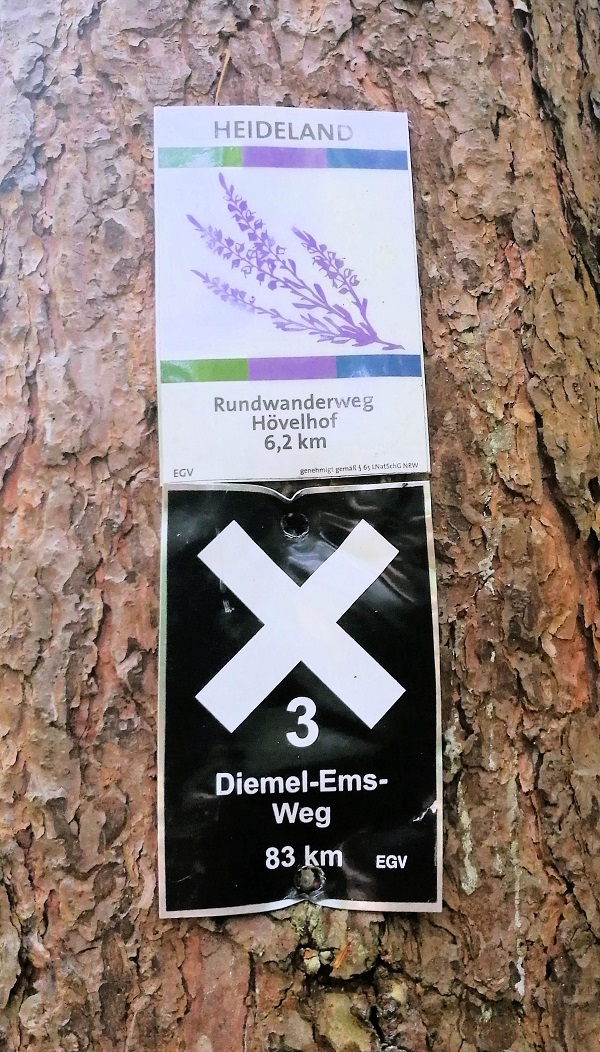 HEIDELAND
Rundwanderweg
Hövelhof
6,2 km
EGV
genehmigt gemäß § 65 LNatSchG NRW
3
Diemel-Ems-
Weg
83 km
EGV